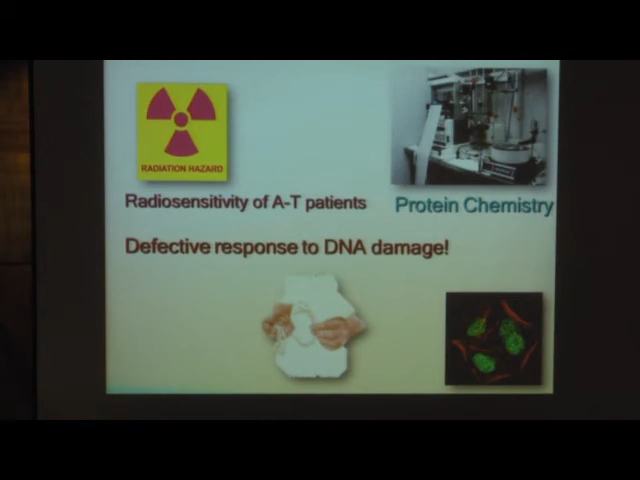 RADIATION HAZARD
Radiosensitivity of A-T patients
Protein Chemistry
Defective response to DNA damage!